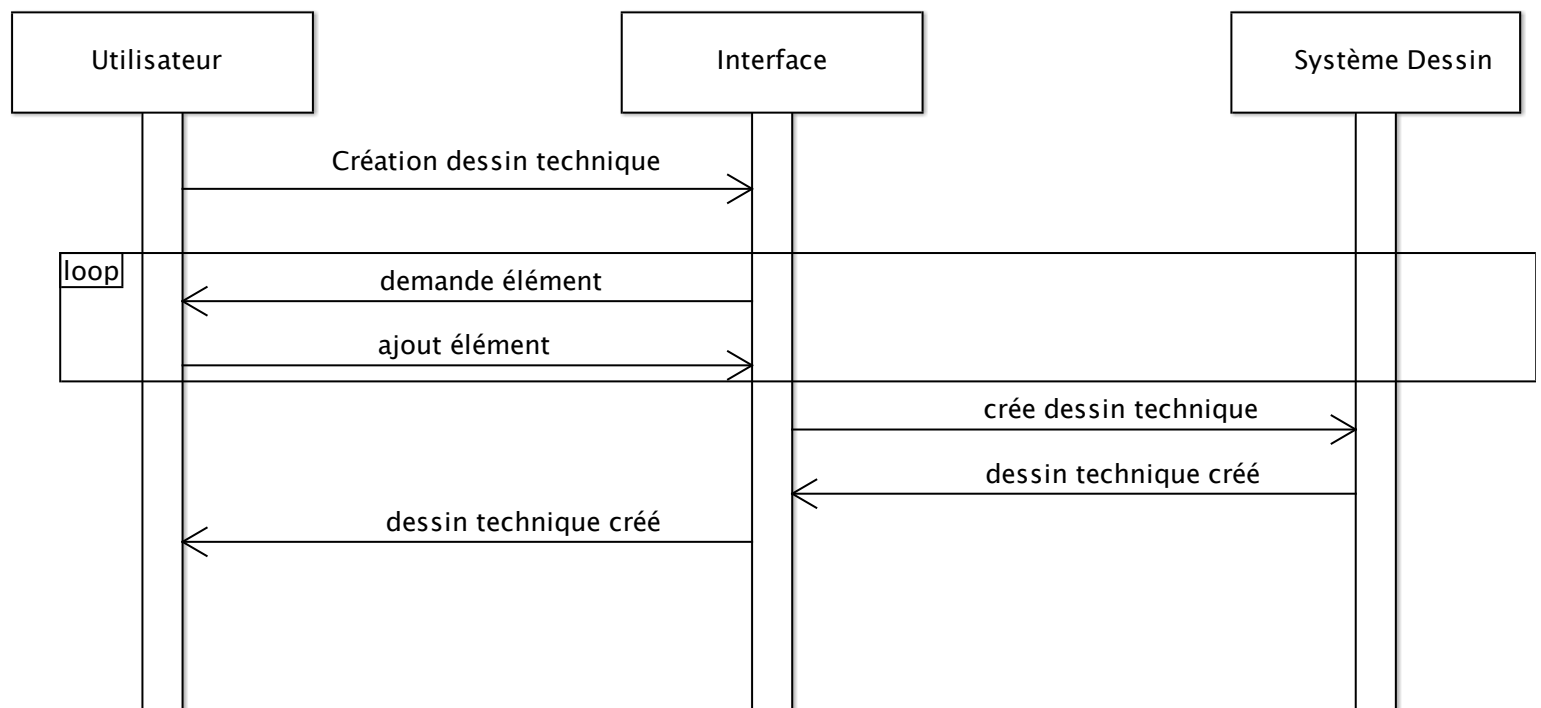 Utilisateur
Interface
Système Dessin
Création dessin technique
loop
demande élément
ajout élément
crée dessin technique
dessin technique créé
dessin technique créé